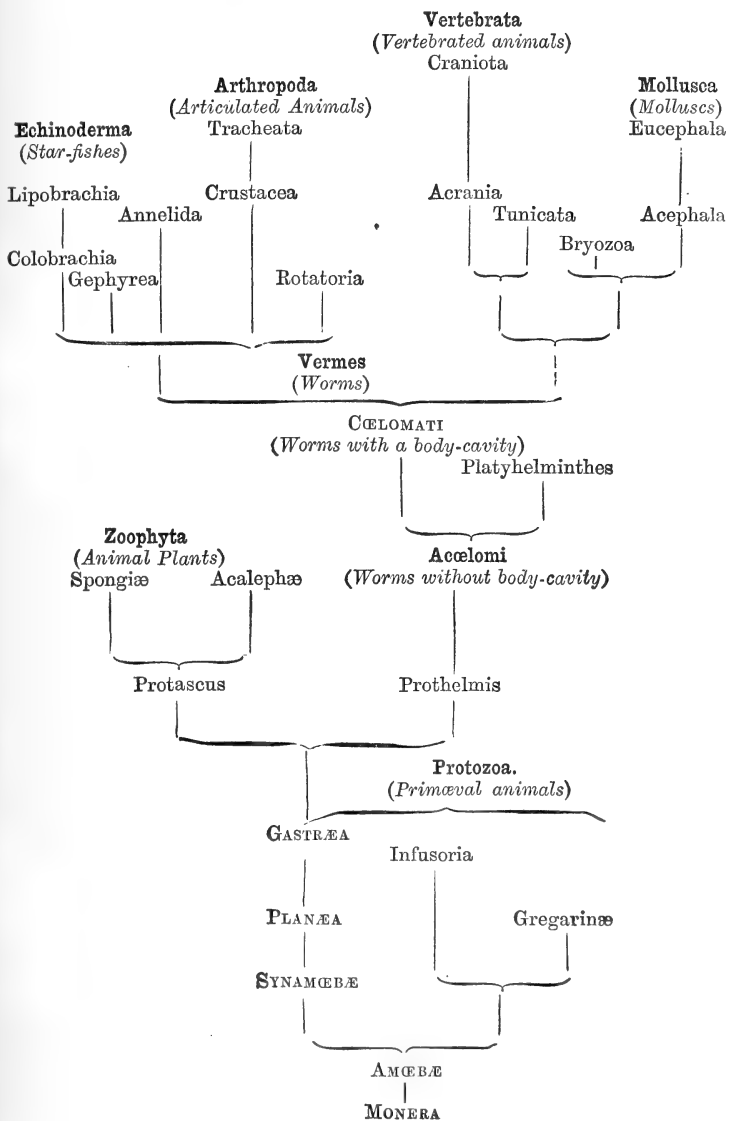 Vertebrata
(Vertebrated animals)
Craniota
Arthropoda
(Articulated Animals)
Tracheata
Mollusca
(Molluscs)
Eucephala
Echinoderma
(Star-fishes)
Lipobrachia
Crustacea
Acrania
Annelida
Tunicata
Acephala
Bryozoa
Colobrachia
Gephyrea
Rotatoria
Vermes
(Worms)
CŒLOMATI
(Worms with a body-cavity)
Platyhelminthes
Zoophyta
(Animal Plants)
Spongiæ
Acalephæ
Acœlomi
(Worms without body-cavity)
Protascus
Prothelmis
Protozoa.
(Primæval animals)
GASTRÆA
Infusoria
PLANÆA
Gregarinæ
SYNAMŒBÆ
AMŒBÆ
MONERA